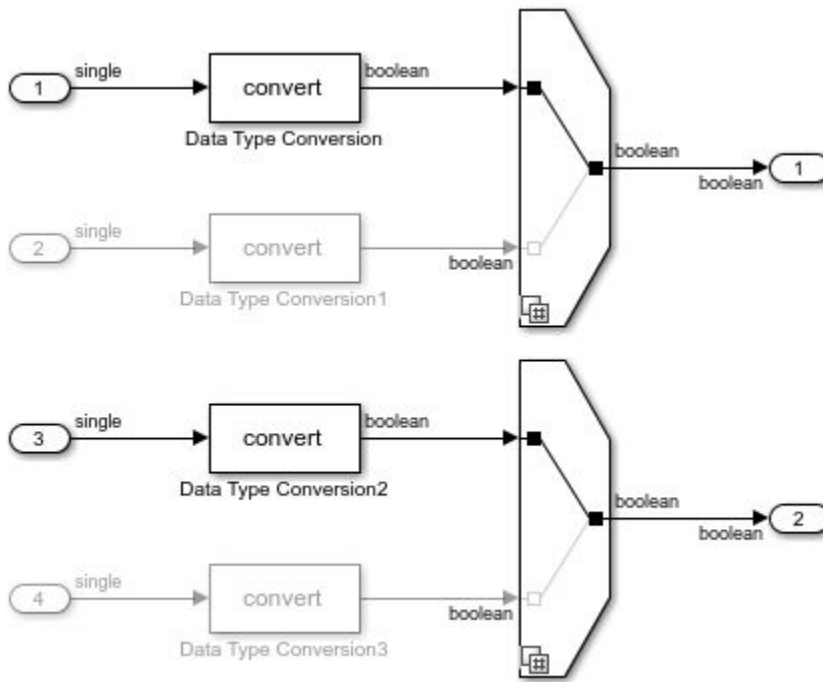 single
boolean
1
convert
Data Type Conversion
boolean
1
boolean
single
2
convert
boolean
Data Type Conversion1
#
single
boolean
3
convert
Data Type Conversion2
boolean
2
boolean
single
4
convert
boolean
Data Type Conversion3
#